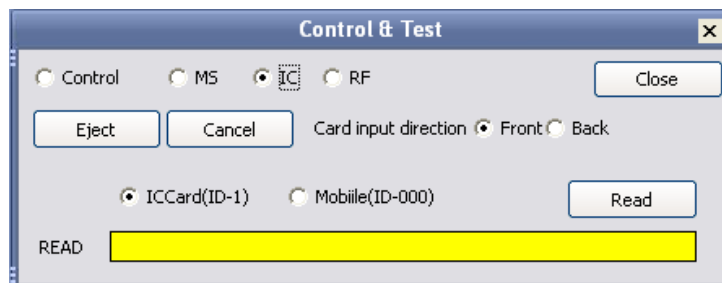 Control & Test
Control MS IC RF Close
Eject Cancel Card input direction Front Back
ICCard(ID-1) Mobiile(ID-000) Read
READ